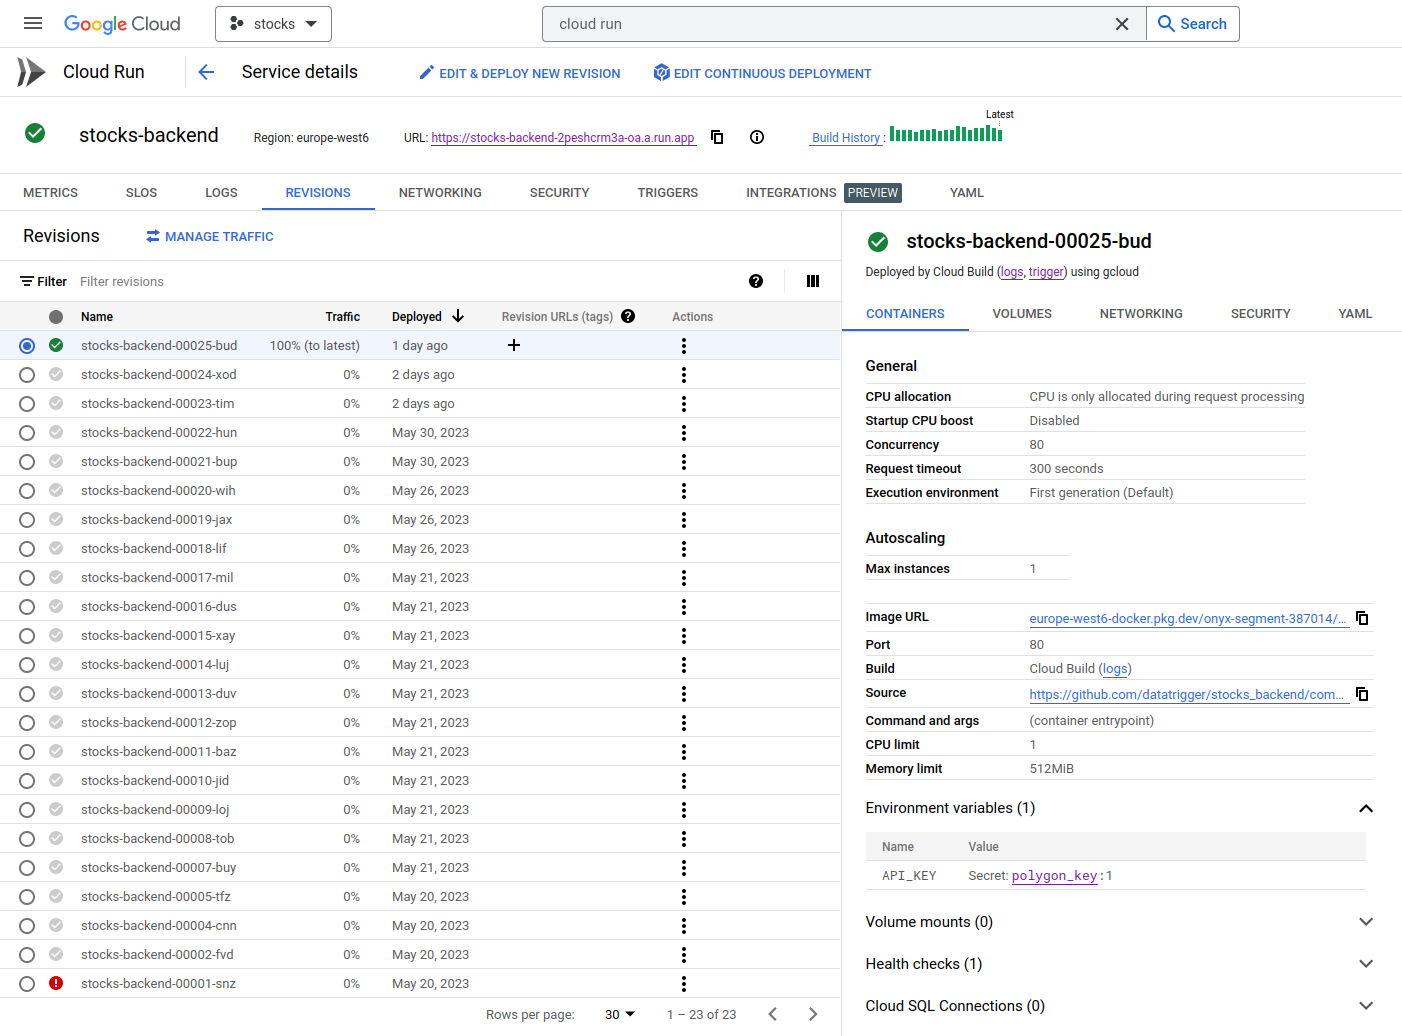 Google Cloud stocks cloud run Search
Cloud Run Service details EDIT & DEPLOY NEW REVISION EDIT CONTINUOUS DEPLOYMENT
stocks-backend Region: europe-west6 URL: https://stocks-backend-2peshcrm3a-oa.a.run.app Build History : Latest
METRICS SLOS LOGS REVISIONS NETWORKING SECURITY TRIGGERS INTEGRATIONS PREVIEW YAML
Revisions MANAGE TRAFFIC
Filter Filter revisions
Name Traffic Deployed Revision URLs (tags) Actions
stocks-backend-00025-bud 100% (to latest) 1 day ago
stocks-backend-00024-xod 0% 2 days ago
stocks-backend-00023-tim 0% 2 days ago
stocks-backend-00022-hun 0% May 30, 2023
stocks-backend-00021-bup 0% May 30, 2023
stocks-backend-00020-wih 0% May 26, 2023
stocks-backend-00019-jax 0% May 26, 2023
stocks-backend-00018-lif 0% May 26, 2023
stocks-backend-00017-mil 0% May 21, 2023
stocks-backend-00016-dus 0% May 21, 2023
stocks-backend-00015-xay 0% May 21, 2023
stocks-backend-00014-luj 0% May 21, 2023
stocks-backend-00013-duv 0% May 21, 2023
stocks-backend-00012-zop 0% May 21, 2023
stocks-backend-00011-baz 0% May 21, 2023
stocks-backend-00010-jid 0% May 21, 2023
stocks-backend-00009-loj 0% May 21, 2023
stocks-backend-00008-tob 0% May 21, 2023
stocks-backend-00007-buy 0% May 21, 2023
stocks-backend-00005-tfz 0% May 20, 2023
stocks-backend-00004-cnn 0% May 20, 2023
stocks-backend-00002-fvd 0% May 20, 2023
stocks-backend-00001-snz 0% May 20, 2023
Rows per page: 30 1 – 23 of 23
stocks-backend-00025-bud
Deployed by Cloud Build (logs, trigger) using gcloud
CONTAINERS VOLUMES NETWORKING SECURITY YAML
General
CPU allocation CPU is only allocated during request processing
Startup CPU boost Disabled
Concurrency 80
Request timeout 300 seconds
Execution environment First generation (Default)
Autoscaling
Max instances 1
Image URL europe-west6-docker.pkg.dev/onyx-segment-387014/...
Port 80
Build Cloud Build (logs)
Source https://github.com/datatrigger/stocks_backend/com...
Command and args (container entrypoint)
CPU limit 1
Memory limit 512MiB
Environment variables (1)
Name Value
API_KEY Secret: polygon_key:1
Volume mounts (0)
Health checks (1)
Cloud SQL Connections (0)